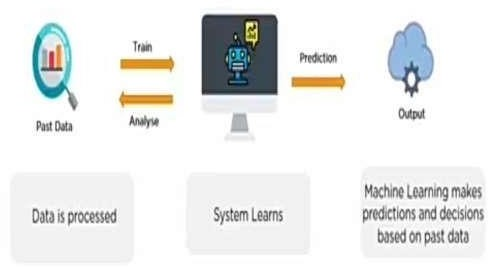 Train
Prediction
Past Data
Analyse
Output
Data is processed
System Learns
Machine Learning makes
predictions and decisions
based on past data